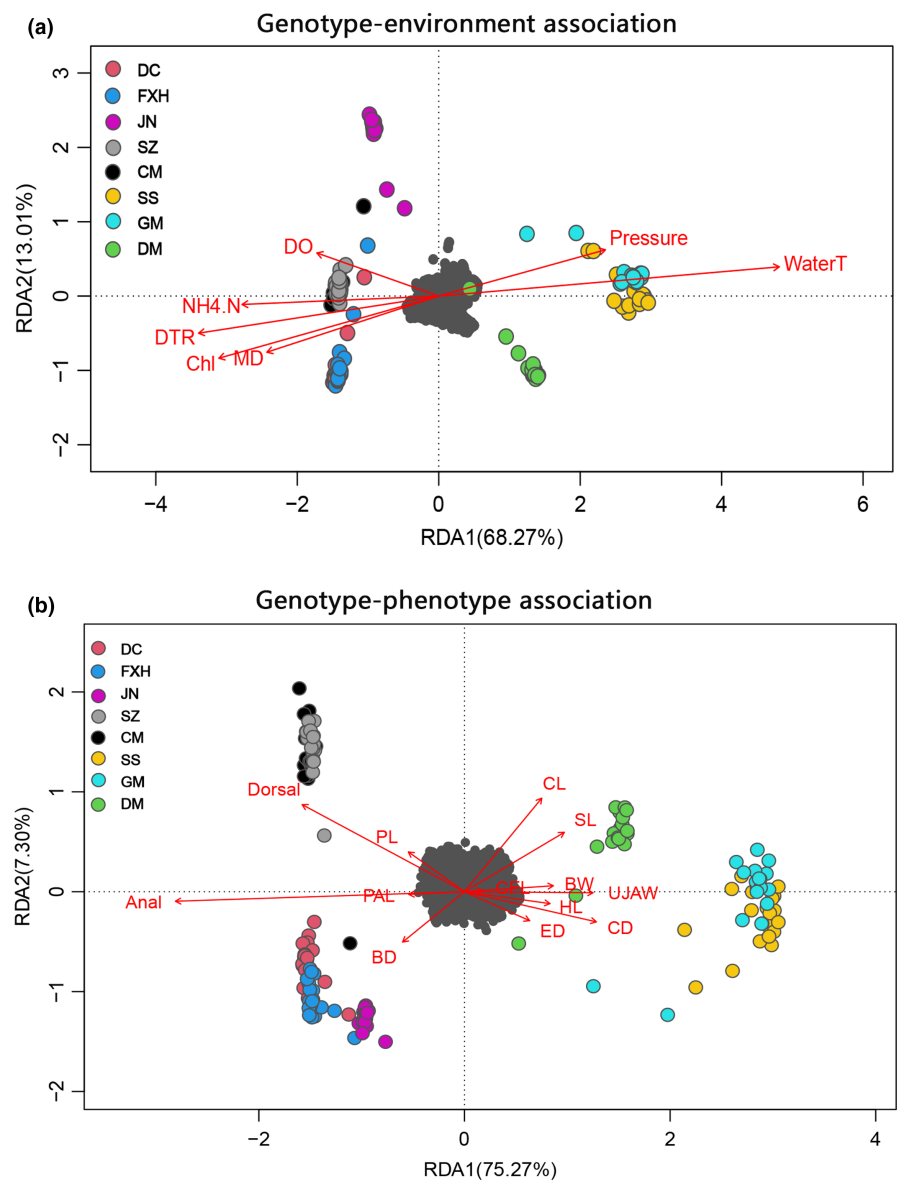 (a)
Genotype-environment association
DC
FXH
JN
SZ
CM
SS
GM
DM
DO
NH4.N
DTR
Chl
MD
Pressure
WaterT
RDA2(13.01%)
3
2
1
0
−1
−2
−4
−2
0
2
4
6
RDA1(68.27%)
(b)
Genotype-phenotype association
DC
FXH
JN
SZ
CM
SS
GM
DM
Dorsal
PL
PAL
Anal
BD
CL
SL
BW
UJAW
HL
CD
ED
RDA2(7.30%)
2
1
0
−1
−2
−2
0
2
4
RDA1(75.27%)